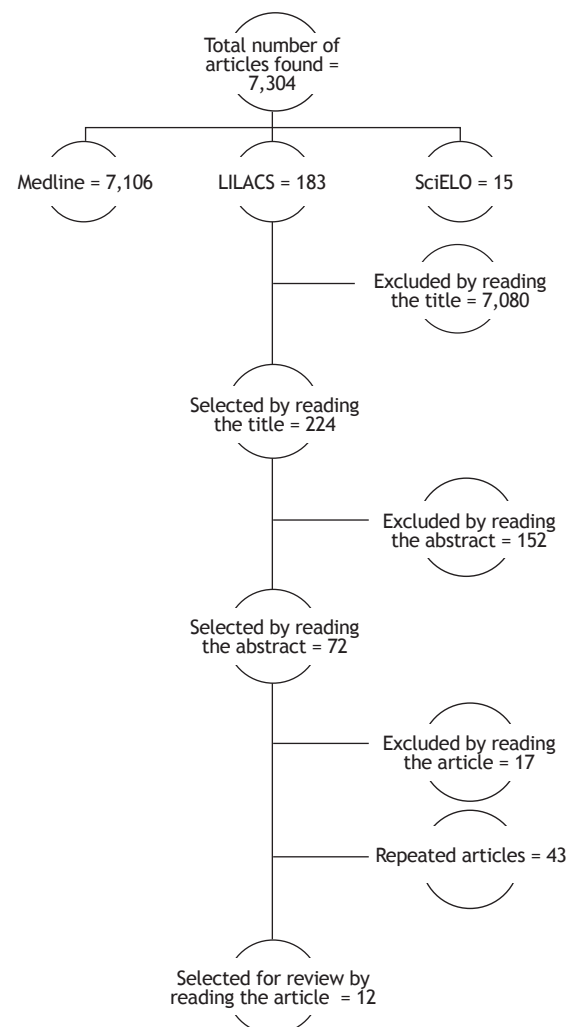 Total number of
articles found =
7,304
Medline = 7,106
LILACS = 183
SciELO = 15
Excluded by reading
the title = 7,080
Selected by reading
the title = 224
Excluded by reading
the abstract = 152
Selected by reading
the abstract = 72
Excluded by reading
the article = 17
Repeated articles = 43
Selected for review by
reading the article = 12